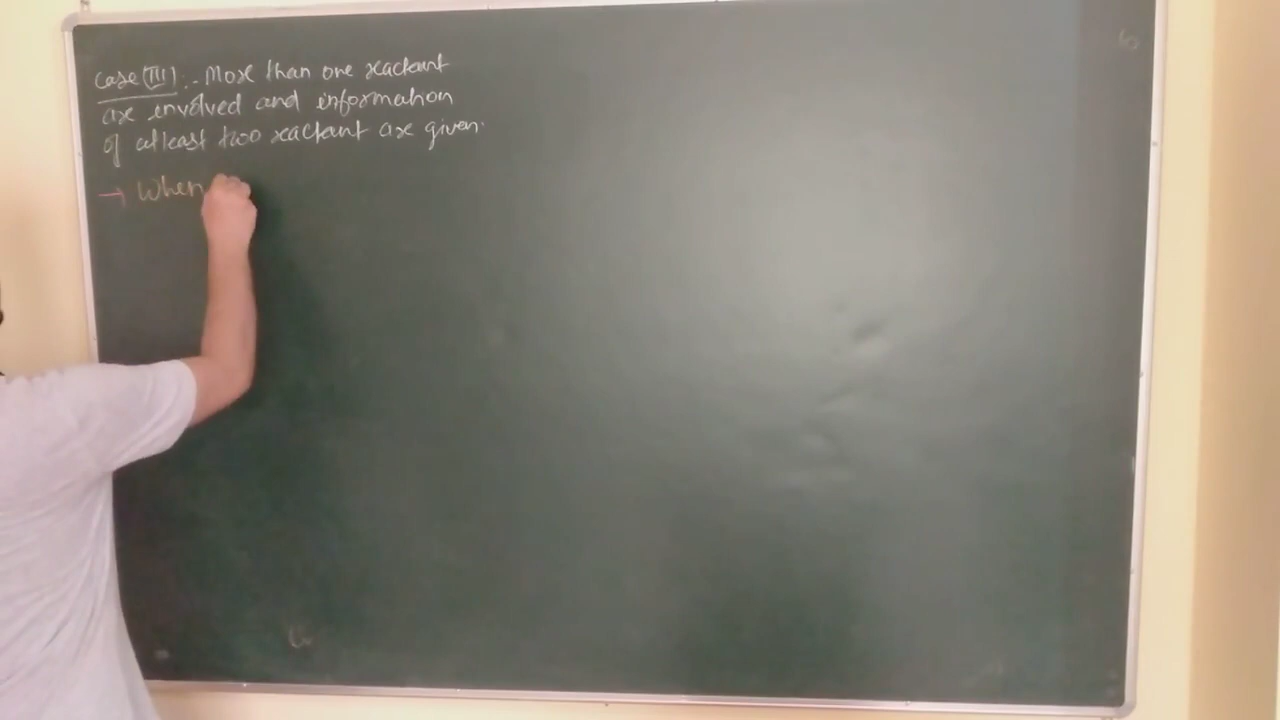 Case (III) :- More than one reactant
are involved and information
of atleast two reactant are given.
→ When